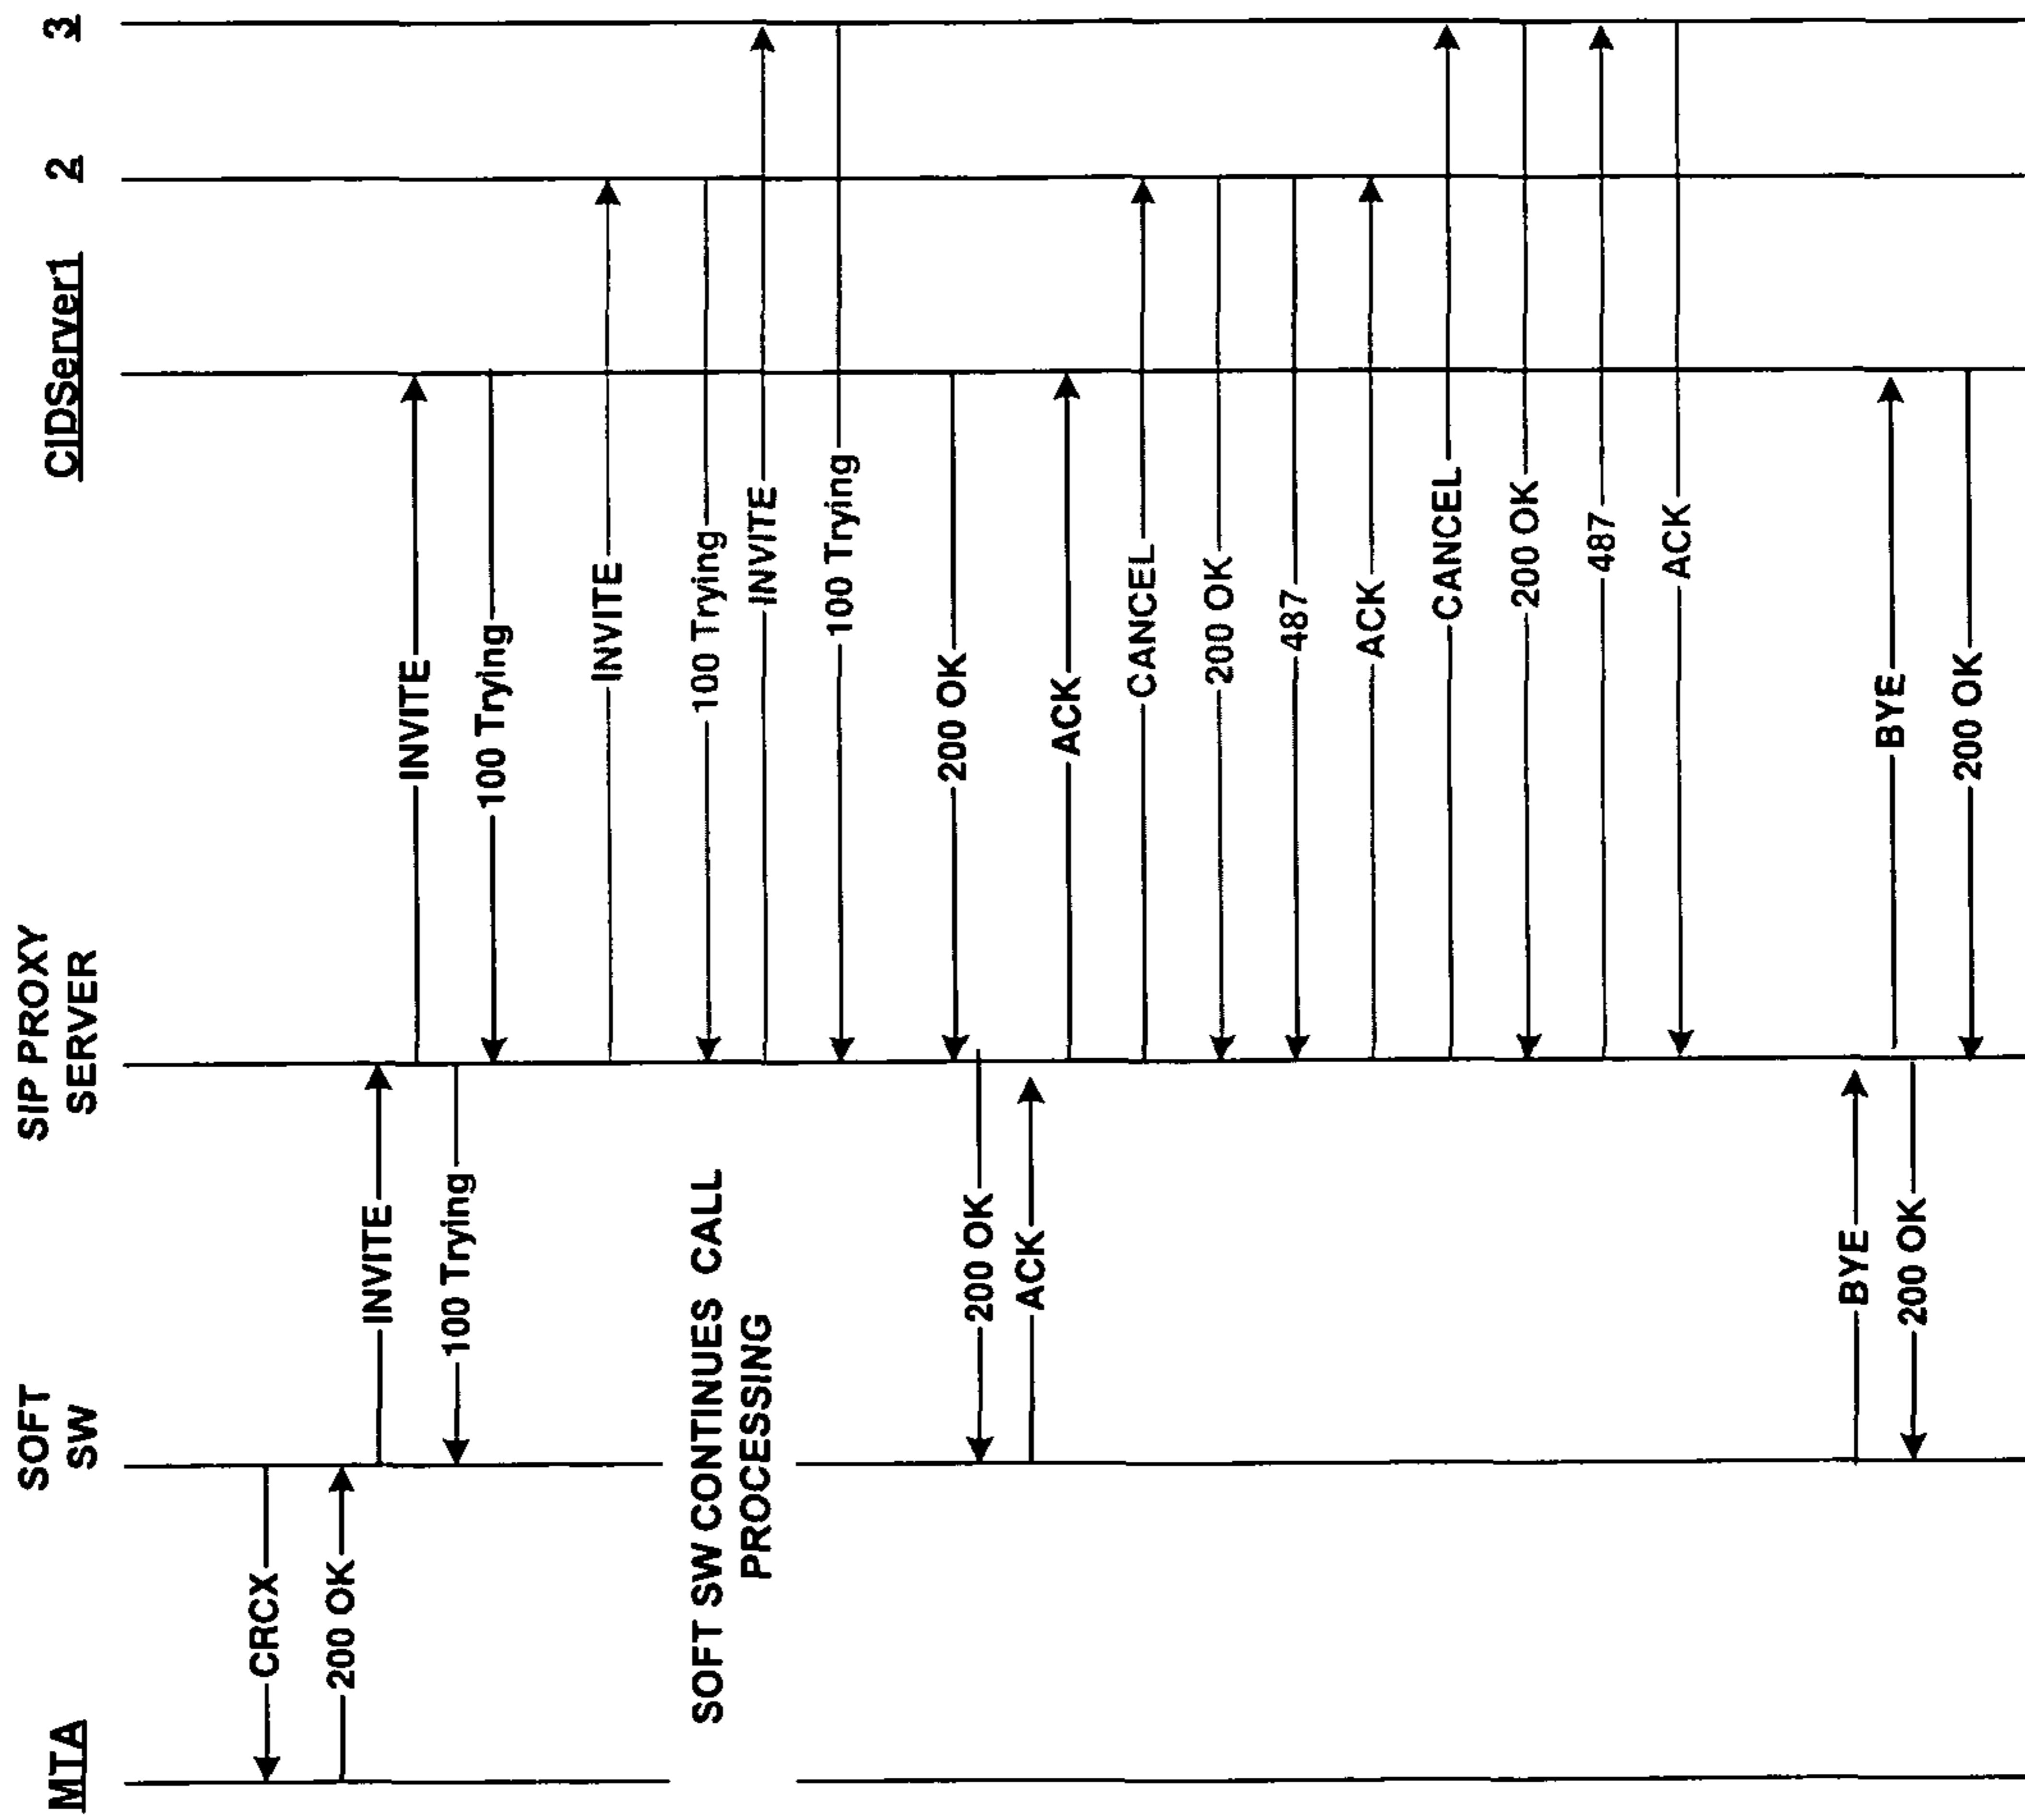 MTA
SOFT
SW
SIP PROXY
SERVER
CIDServer1
2
3
CRCX
200 OK
INVITE
INVITE
100 Trying
100 Trying
INVITE
100 Trying
INVITE
100 Trying
SOFT SW CONTINUES CALL
PROCESSING
200 OK
200 OK
ACK
ACK
CANCEL
200 OK
487
ACK
CANCEL
200 OK
487
ACK
BYE
BYE
200 OK
200 OK